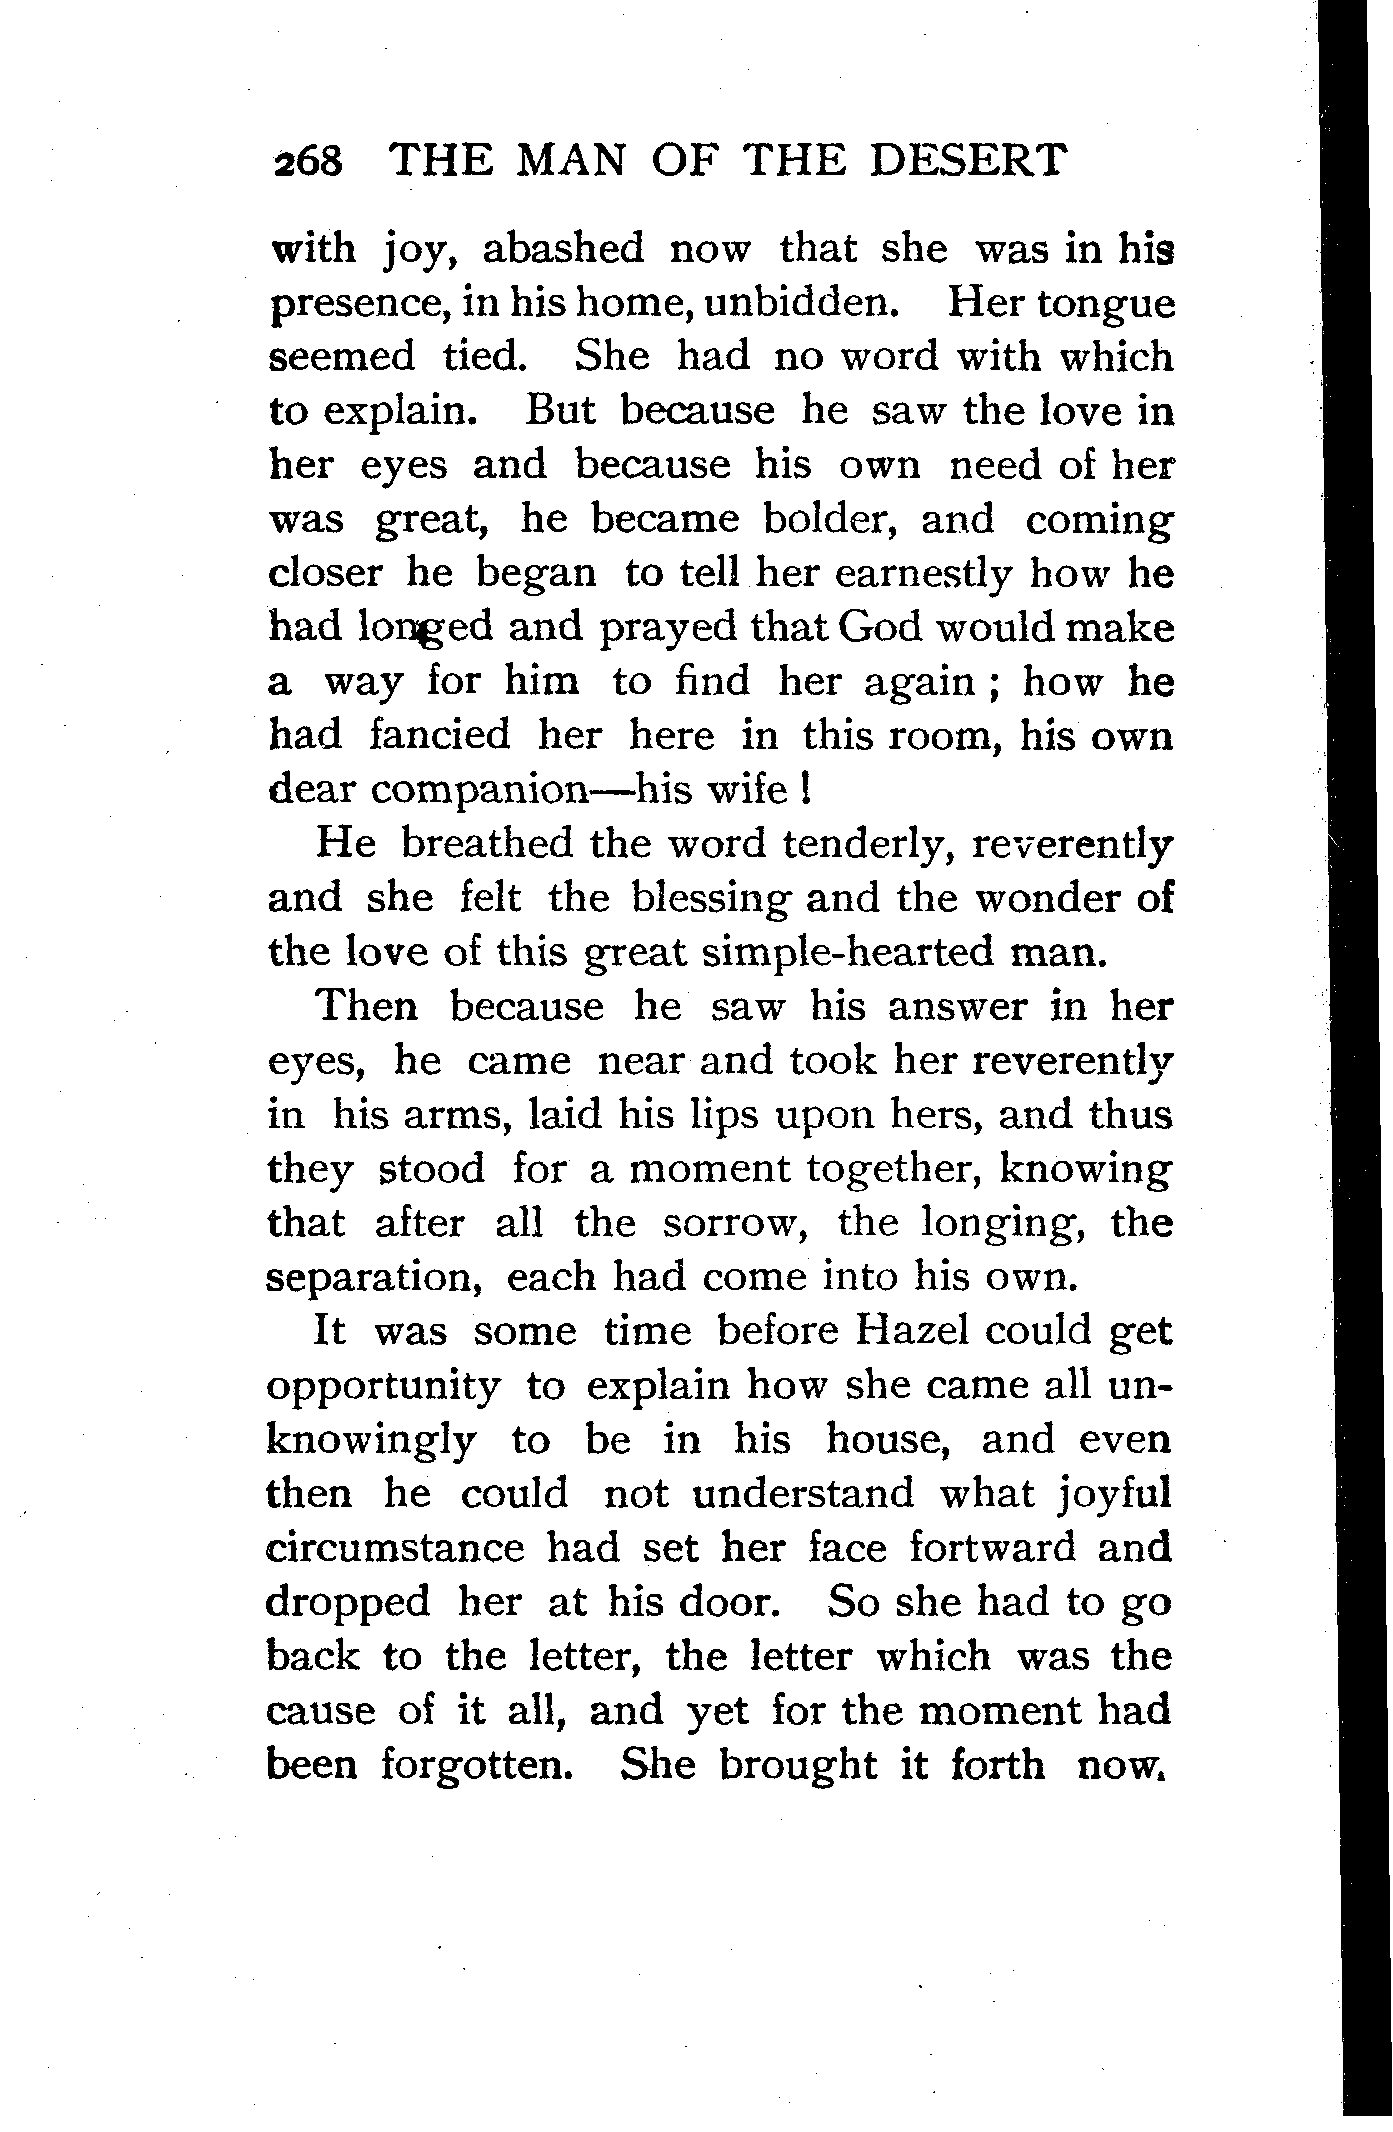 268 THE MAN OF THE DESERT
with joy, abashed now that she was in his
presence, in his home, unbidden. Her tongue
seemed tied. She had no word with which
to explain. But because he saw the love in
her eyes and because his own need of her
was great, he became bolder, and coming
closer he began to tell her earnestly how he
had longed and prayed that God would make
a way for him to find her again ; how he
had fancied her here in this room, his own
dear companion—his wife !
He breathed the word tenderly, reverently
and she felt the blessing and the wonder of
the love of this great simple-hearted man.
Then because he saw his answer in her
eyes, he came near and took her reverently
in his arms, laid his lips upon hers, and thus
they stood for a moment together, knowing
that after all the sorrow, the longing, the
separation, each had come into his own.
It was some time before Hazel could get
opportunity to explain how she came all un-
knowingly to be in his house, and even
then he could not understand what joyful
circumstance had set her face fortward and
dropped her at his door. So she had to go
back to the letter, the letter which was the
cause of it all, and yet for the moment had
been forgotten. She brought it forth now.